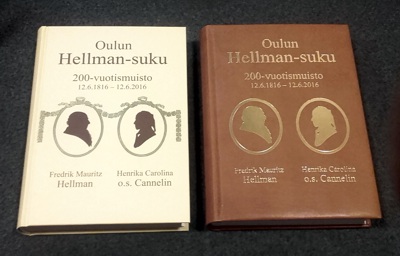 Oulun
Hellman-suku
200-vuotismuisto
12.6.1816 – 12.6.2016
Fredrik Mauritz
Hellman
Henrika Carolina
o.s. Cannelin
Oulun
Hellman-suku
200-vuotismuisto
12.6.1816 – 12.6.2016
Fredrik Mauritz
Hellman
Henrika Carolina
o.s. Cannelin